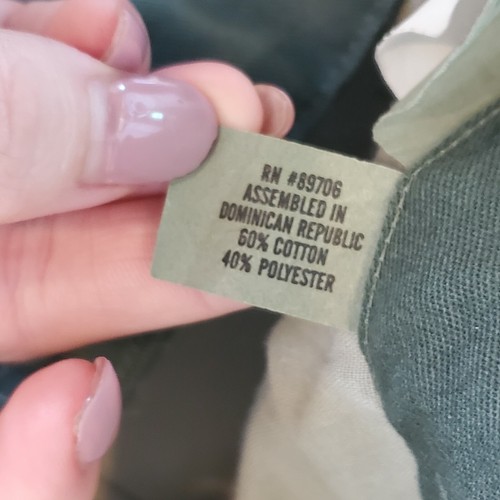 RN #89706
ASSEMBLED IN
DOMINICAN REPUBLIC
60% COTTON
40% POLYESTER